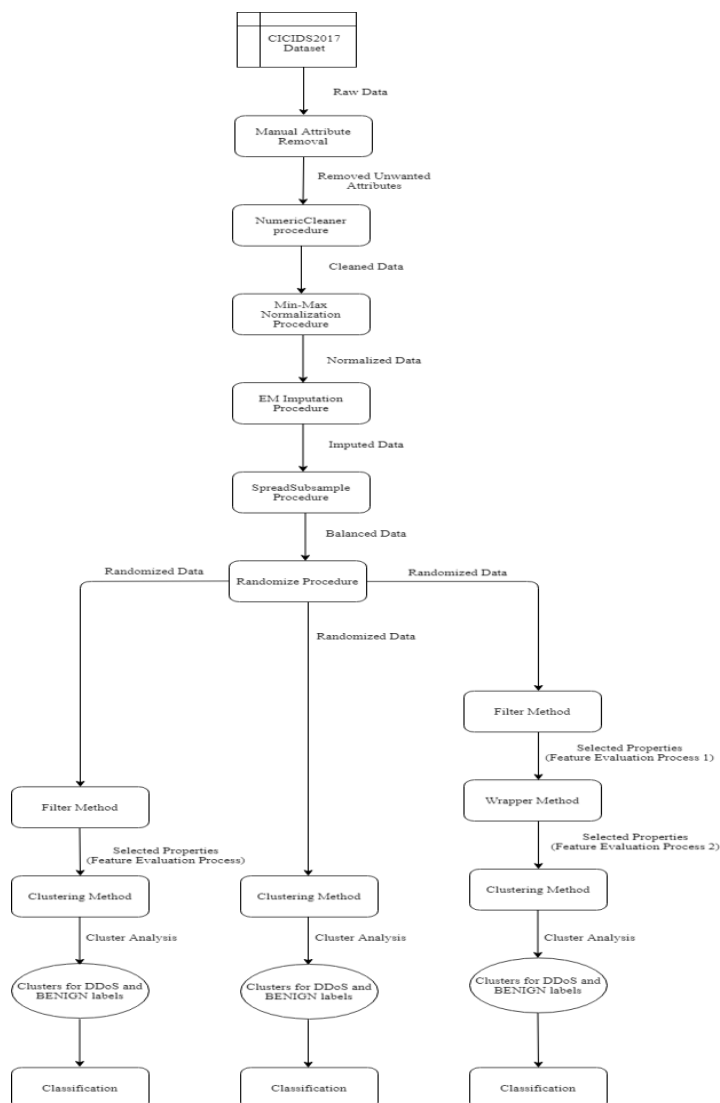 CICIDS2017
Dataset
Raw Data
Manual Attribute
Removal
Removed Unwanted
Attributes
NumericCleaner
procedure
Cleaned Data
Min-Max
Normalization
Procedure
Normalized Data
EM Imputation
Procedure
Imputed Data
SpreadSubsample
Procedure
Balanced Data
Randomize Procedure
Randomized Data
Randomized Data
Randomized Data
Filter Method
Selected Properties
(Feature Evaluation Process)
Clustering Method
Cluster Analysis
Clusters for DDoS and
BENIGN labels
Classification
Clustering Method
Cluster Analysis
Clusters for DDoS and
BENIGN labels
Classification
Filter Method
Selected Properties
(Feature Evaluation Process 1)
Wrapper Method
Selected Properties
(Feature Evaluation Process 2)
Clustering Method
Cluster Analysis
Clusters for DDoS and
BENIGN labels
Classification